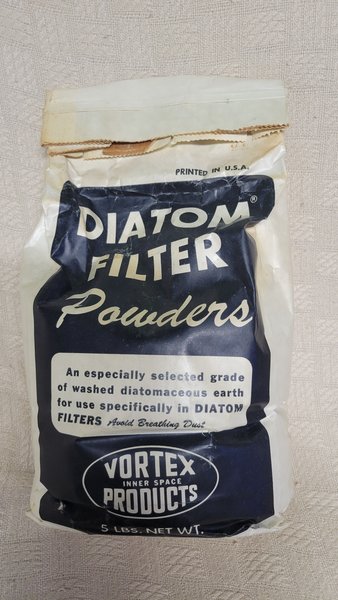 PRINTED IN U.S.A.
DIATOM®
FILTER
Powders
An especially selected grade
of washed diatomaceous earth
for use specifically in DIATOM
FILTERS Avoid Breathing Dust
VORTEX
INNER SPACE
PRODUCTS
5 LBS. NET WT.